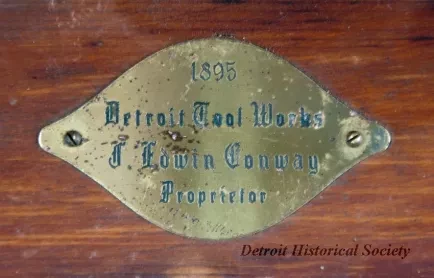 1895
Detroit Tool Works
J Edwin Conway
Proprietor
Detroit Historical Society